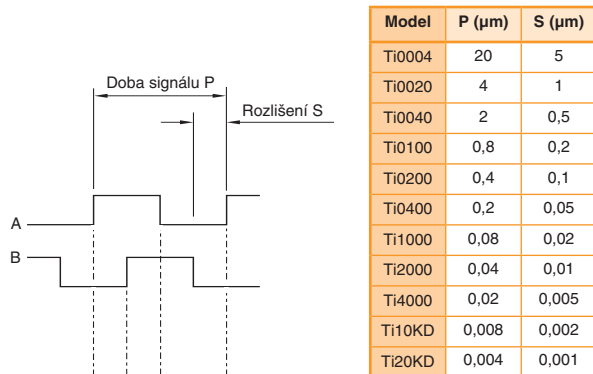 Doba signálu P
Rozlišení S
A
B
Model P (µm) S (µm)
Ti0004 20 5
Ti0020 4 1
Ti0040 2 0,5
Ti0100 0,8 0,2
Ti0200 0,4 0,1
Ti0400 0,2 0,05
Ti1000 0,08 0,02
Ti2000 0,04 0,01
Ti4000 0,02 0,005
Ti10KD 0,008 0,002
Ti20KD 0,004 0,001